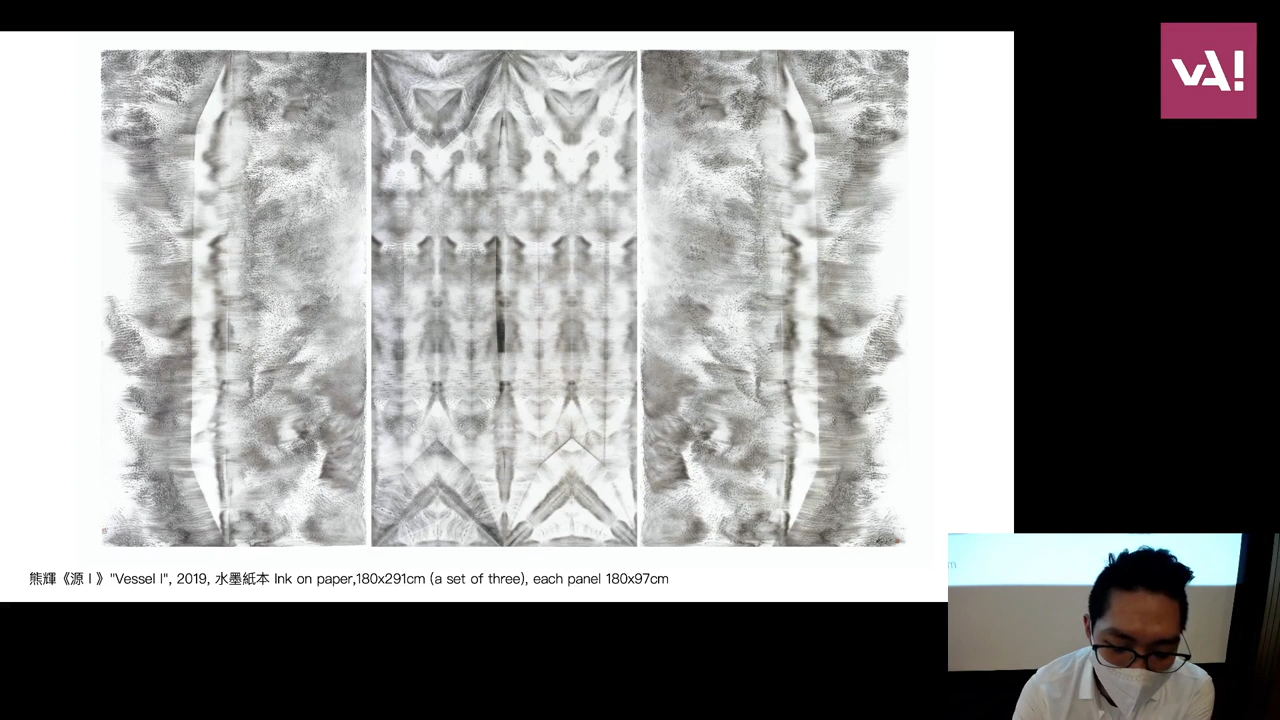 vA!
熊輝《源 I 》"Vessel I", 2019, 水墨紙本 Ink on paper,180x291cm (a set of three), each panel 180x97cm